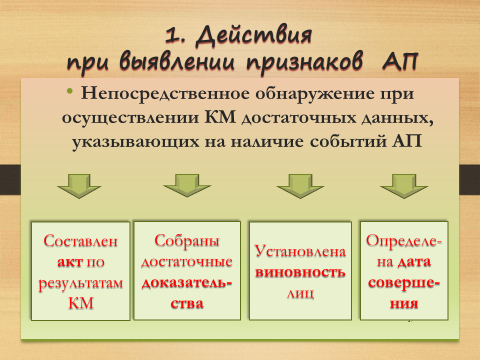 1. Действия
при выявлении признаков АП
• Непосредственное обнаружение при
осуществлении КМ достаточных данных,
указывающих на наличие событий АП
Составлен
акт по
результатам
КМ
Собраны
достаточные
доказатель-
ства
Установлена
виновность
лиц
Определе-
на дата
соверше-
ния